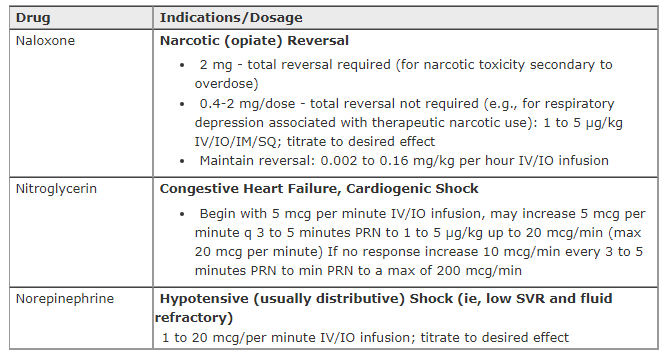 Drug Indications/Dosage
Naloxone Narcotic (opiate) Reversal
• 2 mg - total reversal required (for narcotic toxicity secondary to
overdose)
• 0.4-2 mg/dose - total reversal not required (e.g., for respiratory
depression associated with therapeutic narcotic use): 1 to 5 µg/kg
IV/IO/IM/SQ; titrate to desired effect
• Maintain reversal: 0.002 to 0.16 mg/kg per hour IV/IO infusion
Nitroglycerin Congestive Heart Failure, Cardiogenic Shock
• Begin with 5 mcg per minute IV/IO infusion, may increase 5 mcg per
minute q 3 to 5 minutes PRN to 1 to 5 µg/kg up to 20 mcg/min (max
20 mcg per minute) If no response increase 10 mcg/min every 3 to 5
minutes PRN to min PRN to a max of 200 mcg/min
Norepinephrine Hypotensive (usually distributive) Shock (ie, low SVR and fluid
refractory)
1 to 20 mcg/per minute IV/IO infusion; titrate to desired effect